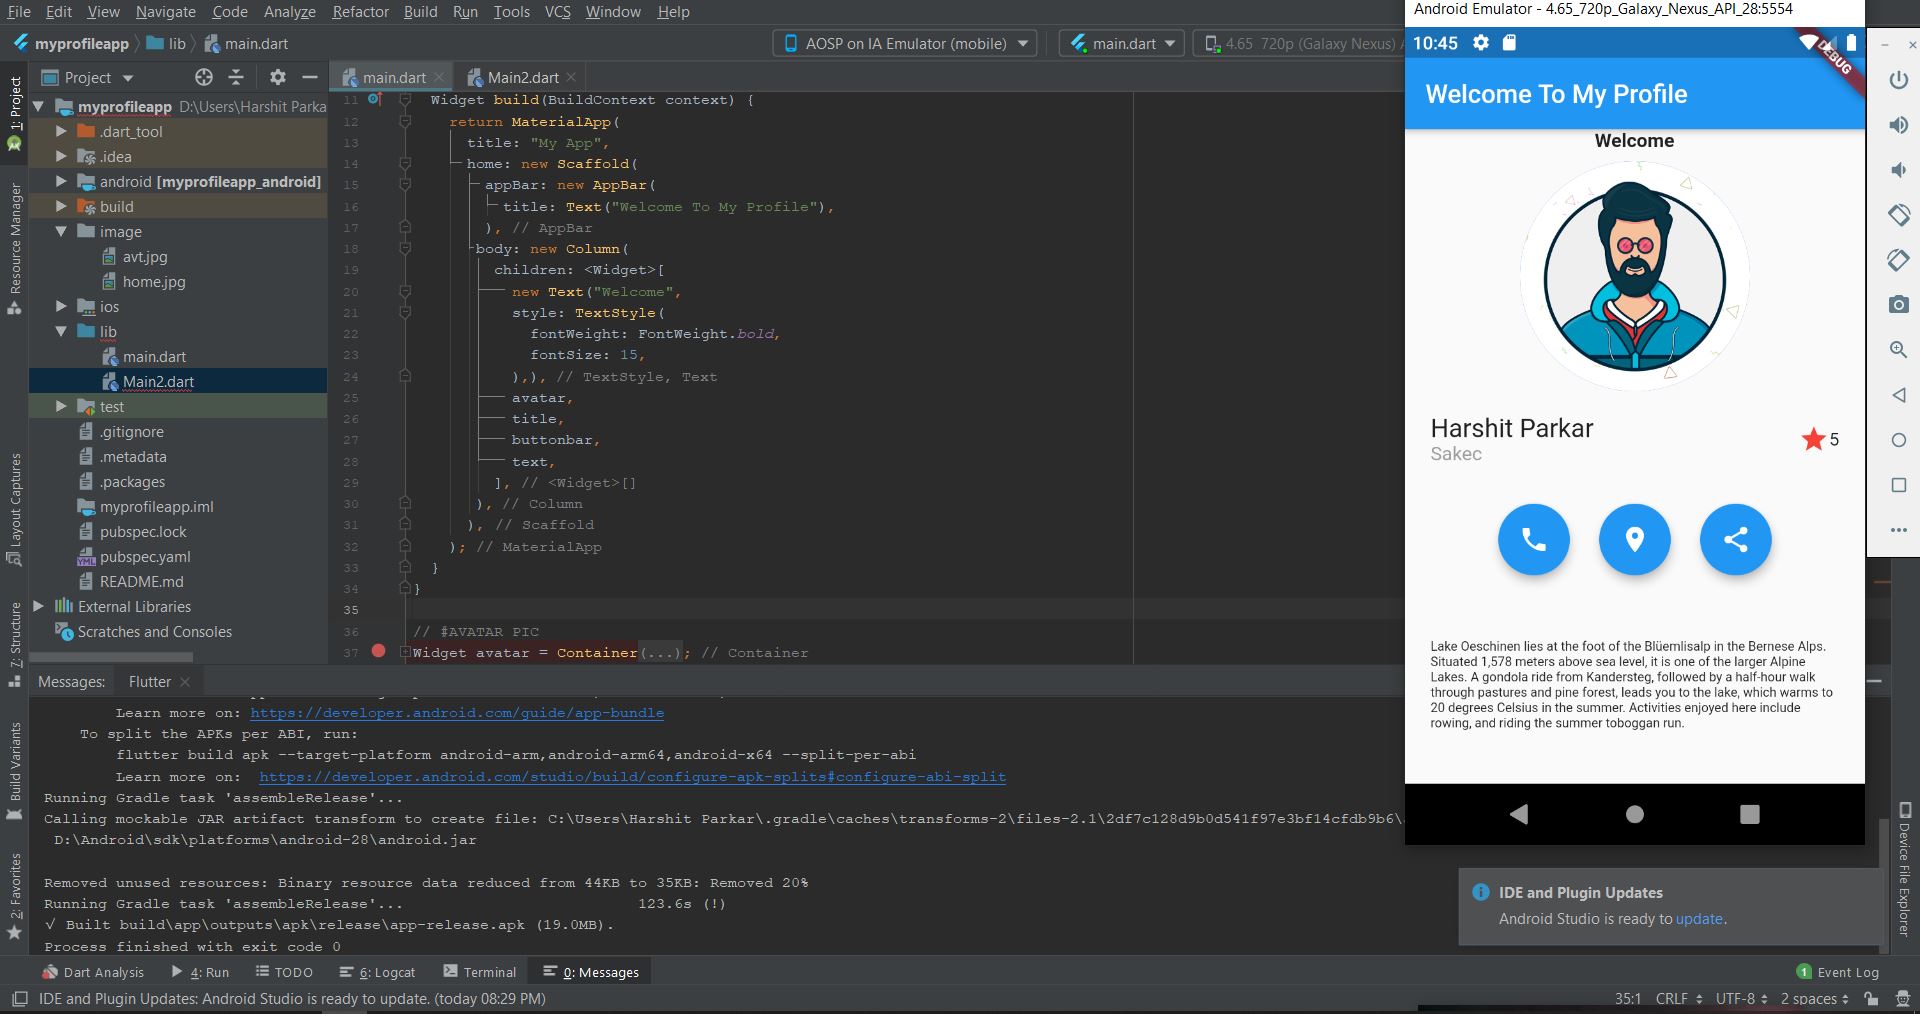 File Edit View Navigate Code Analyze Refactor Build Run Tools VCS Window Help
myprofileapp lib main.dart
AOSP on IA Emulator (mobile) main.dart 4.65 720p (Galaxy Nexus) A
Project
main.dart Main2.dart
1: Project
Resource Manager
Layout Captures
7: Structure
Build Variants
2: Favorites
myprofileapp D:\Users\Harshit Parka
.dart_tool
.idea
android [myprofileapp_android]
build
image
avt.jpg
home.jpg
ios
lib
main.dart
Main2.dart
test
.gitignore
.metadata
.packages
myprofileapp.iml
pubspec.lock
pubspec.yaml
README.md
External Libraries
Scratches and Consoles
11 Widget build(BuildContext context) {
12 return MaterialApp(
13 title: "My App",
14 home: new Scaffold(
15 appBar: new AppBar(
16 title: Text("Welcome To My Profile"),
17 ), // AppBar
18 body: new Column(
19 children: <Widget>[
20 new Text("Welcome",
21 style: TextStyle(
22 fontWeight: FontWeight.bold,
23 fontSize: 15,
24 ),), // TextStyle, Text
25 avatar,
26 title,
27 buttonbar,
28 text,
29 ], // <Widget>[]
30 ), // Column
31 ), // Scaffold
32 ); // MaterialApp
33 }
34 }
35
36 // #AVATAR PIC
37 Widget avatar = Container(...); // Container
Messages: Flutter
Learn more on: https://developer.android.com/guide/app-bundle
To split the APKs per ABI, run:
flutter build apk --target-platform android-arm,android-arm64,android-x64 --split-per-abi
Learn more on: https://developer.android.com/studio/build/configure-apk-splits#configure-abi-split
Running Gradle task 'assembleRelease'...
Calling mockable JAR artifact transform to create file: C:\Users\Harshit Parkar\.gradle\caches\transforms-2\files-2.1\2df7c128d9b0d541f97e3bf14cfdb9b6\
D:\Android\sdk\platforms\android-28\android.jar
Removed unused resources: Binary resource data reduced from 44KB to 35KB: Removed 20%
Running Gradle task 'assembleRelease'... 123.6s (!)
√ Built build\app\outputs\apk\release\app-release.apk (19.0MB).
Process finished with exit code 0
Dart Analysis 4: Run TODO 6: Logcat Terminal 0: Messages
Event Log
IDE and Plugin Updates: Android Studio is ready to update. (today 08:29 PM)
35:1 CRLF UTF-8 2 spaces
Android Emulator - 4.65_720p_Galaxy_Nexus_API_28:5554
10:45
DEBUG
Welcome To My Profile
Welcome
Harshit Parkar
Sakec
5
Lake Oeschinen lies at the foot of the Blüemlisalp in the Bernese Alps.
Situated 1,578 meters above sea level, it is one of the larger Alpine
Lakes. A gondola ride from Kandersteg, followed by a half-hour walk
through pastures and pine forest, leads you to the lake, which warms to
20 degrees Celsius in the summer. Activities enjoyed here include
rowing, and riding the summer toboggan run.
Device File Explorer
IDE and Plugin Updates
Android Studio is ready to update.